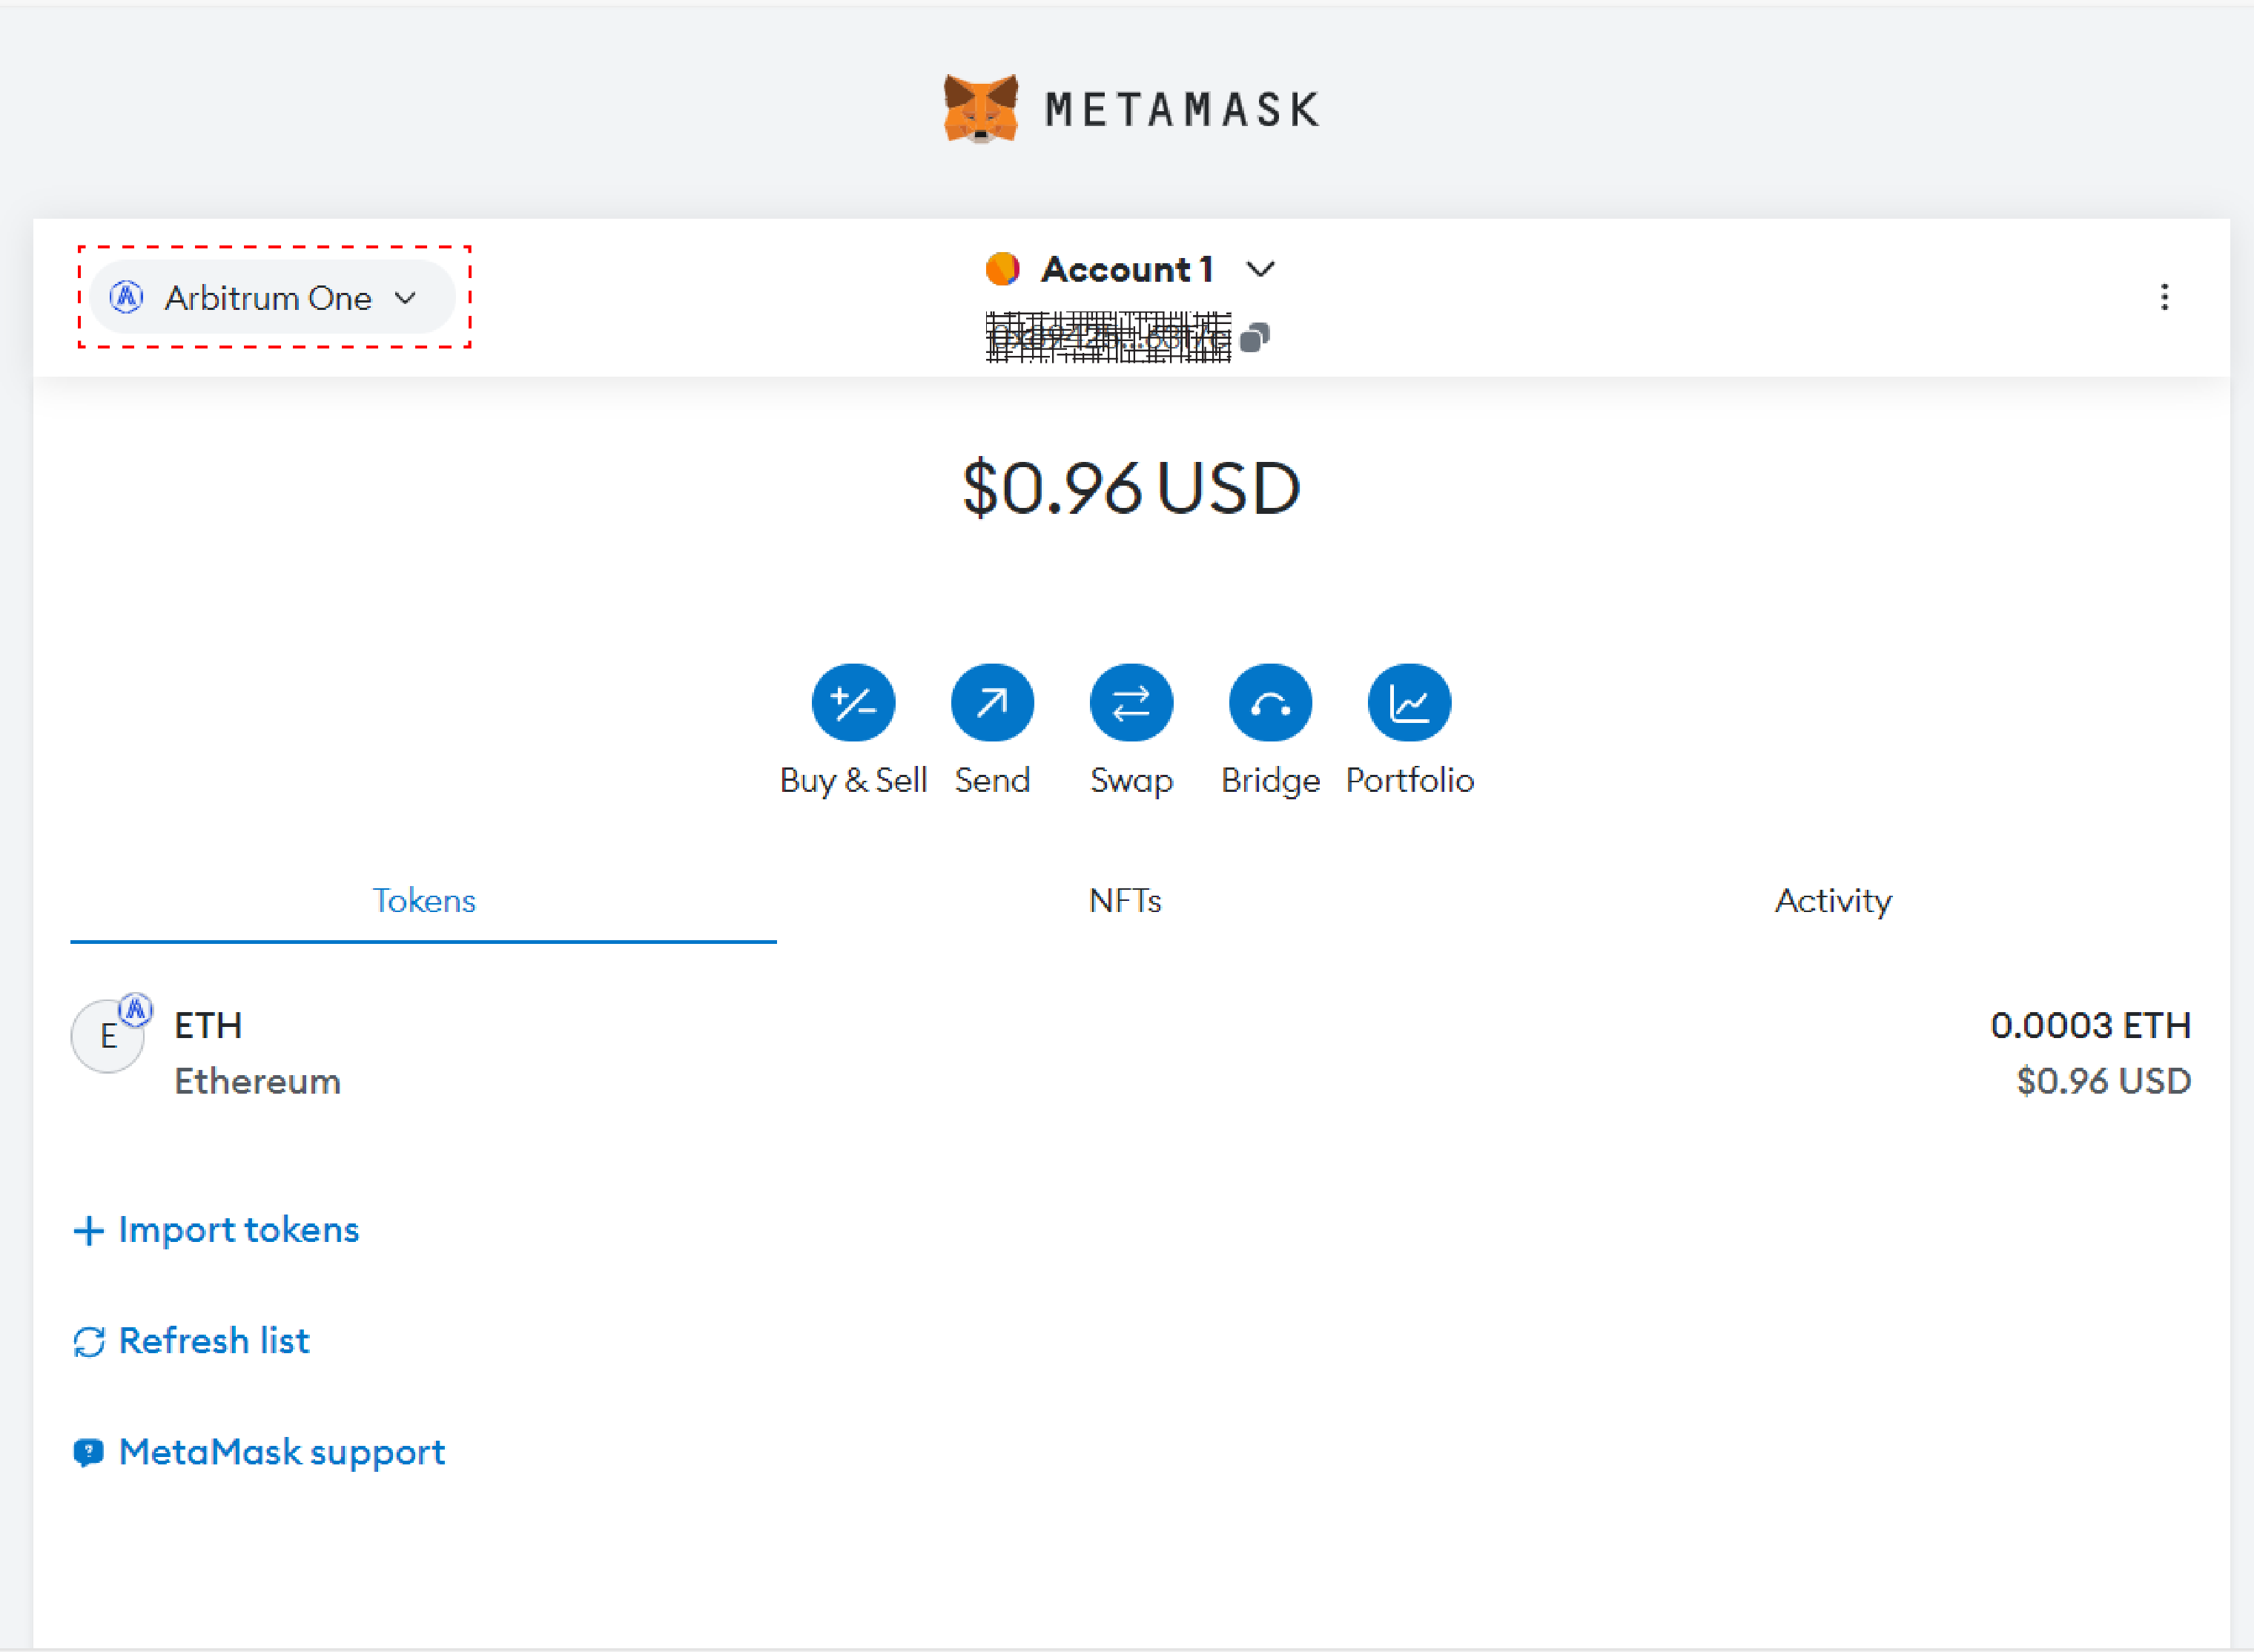 METAMASK
Arbitrum One
Account 1
$0.96 USD
Buy & Sell
Send
Swap
Bridge
Portfolio
Tokens
NFTs
Activity
E
ETH
0.0003 ETH
Ethereum
$0.96 USD
Import tokens
Refresh list
MetaMask support